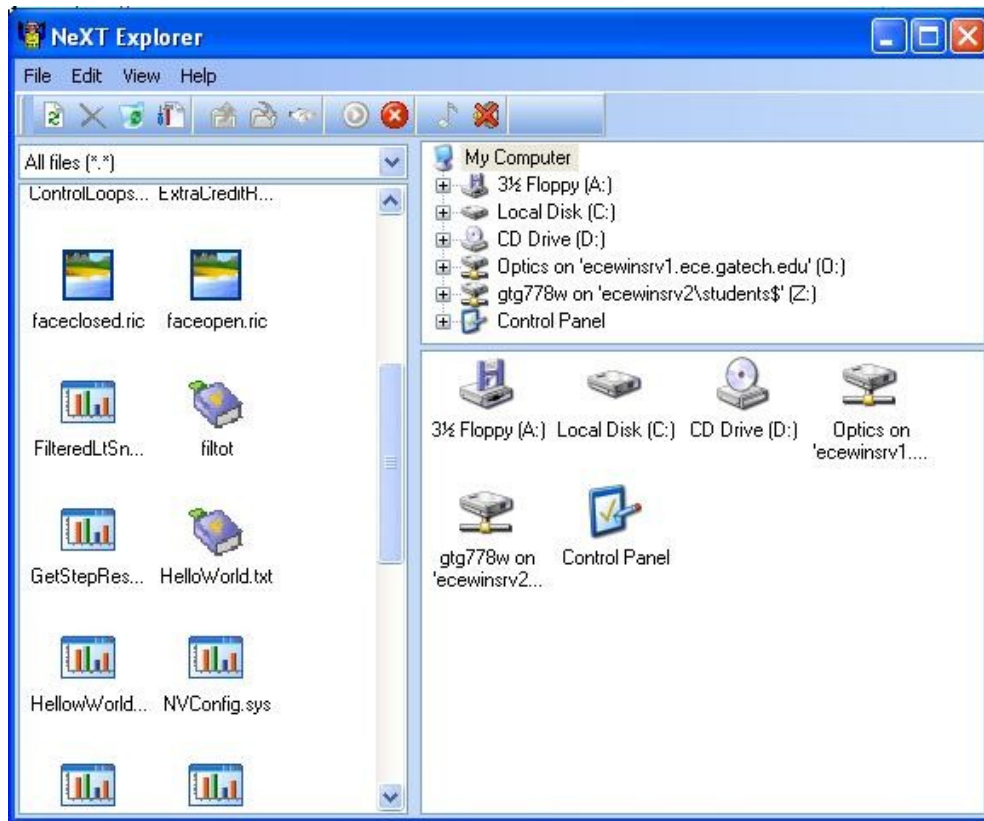 NeXT Explorer
File Edit View Help
All files (*.*)
ControlLoops... ExtraCreditR...
faceclosed.ric faceopen.ric
FilteredLtSn... filtot
GetStepRes... HelloWorld.txt
HellowWorld... NVConfig.sys
My Computer
3½ Floppy (A:)
Local Disk (C:)
CD Drive (D:)
Optics on 'ecewinsrv1.ece.gatech.edu' (O:)
gtg778w on 'ecewinsrv2\students$' (Z:)
Control Panel
3½ Floppy (A:) Local Disk (C:) CD Drive (D:) Optics on
'ecewinsrv1....
gtg778w on Control Panel
'ecewinsrv2...